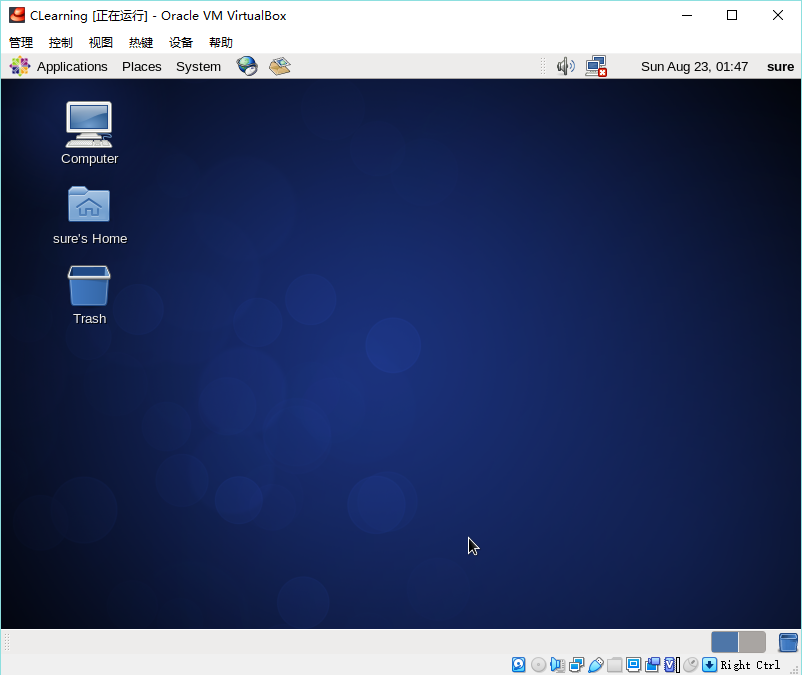 CLearning [正在运行] - Oracle VM VirtualBox
管理 控制 视图 热键 设备 帮助
Applications Places System Sun Aug 23, 01:47 sure
Computer
sure's Home
Trash
Right Ctrl